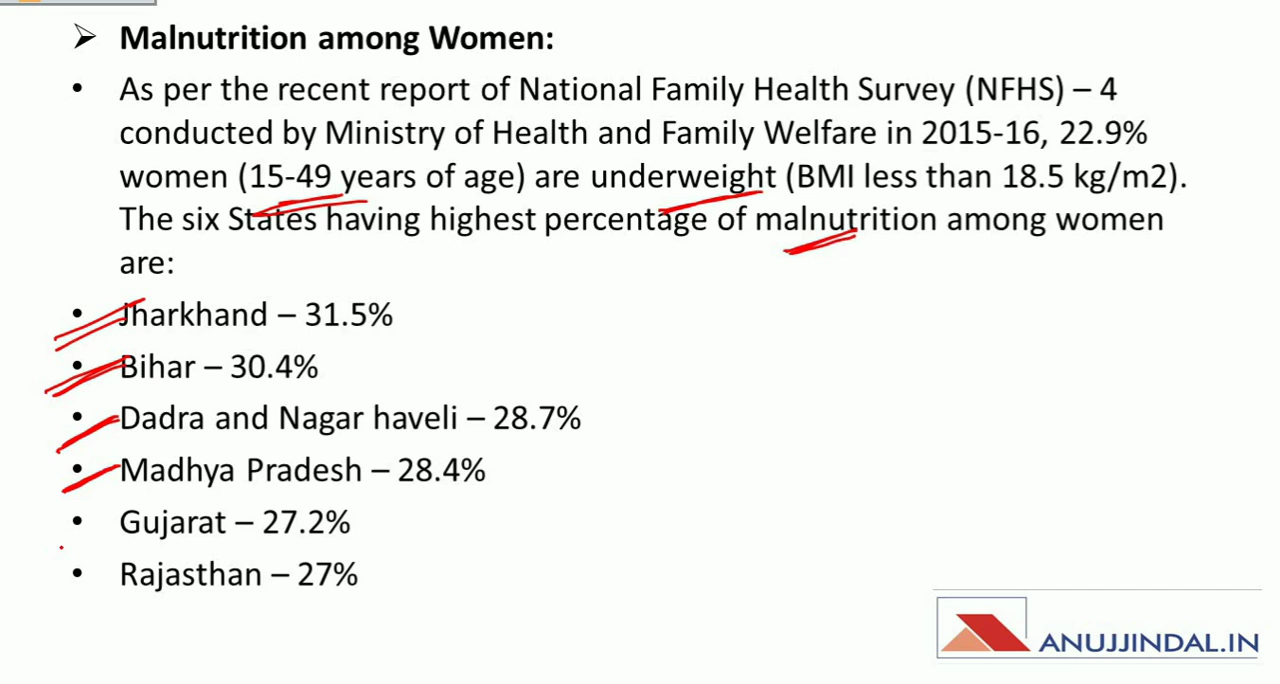 ➤ Malnutrition among Women:
• As per the recent report of National Family Health Survey (NFHS) – 4
conducted by Ministry of Health and Family Welfare in 2015-16, 22.9%
women (15-49 years of age) are underweight (BMI less than 18.5 kg/m2).
The six States having highest percentage of malnutrition among women
are:
• Jharkhand – 31.5%
• Bihar – 30.4%
• Dadra and Nagar haveli – 28.7%
• Madhya Pradesh – 28.4%
• Gujarat – 27.2%
• Rajasthan – 27%
ANUJJINDAL.IN